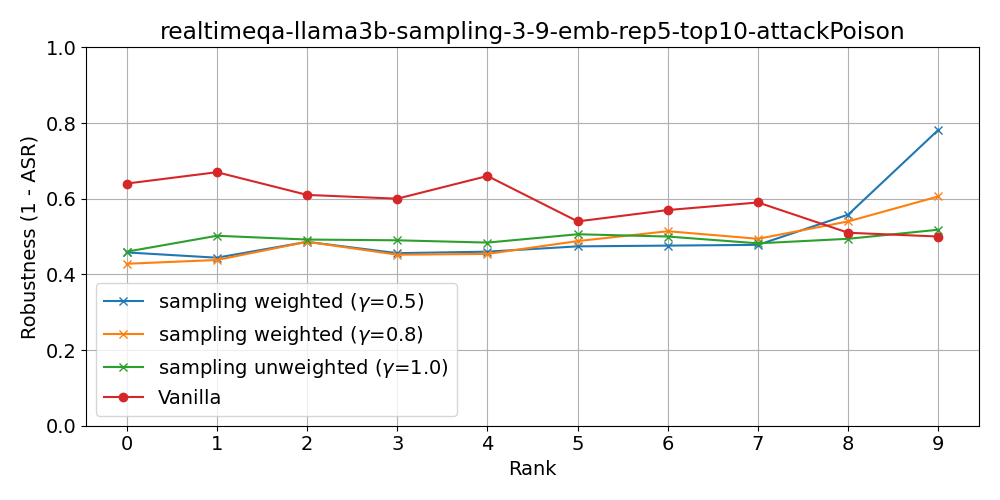 realtimeqa-llama3b-sampling-3-9-emb-rep5-top10-attackPoison
Robustness (1 - ASR)
1.0
0.8
0.6
0.4
0.2
0.0
sampling weighted (γ=0.5)
sampling weighted (γ=0.8)
sampling unweighted (γ=1.0)
Vanilla
0 1 2 3 4 5 6 7 8 9
Rank